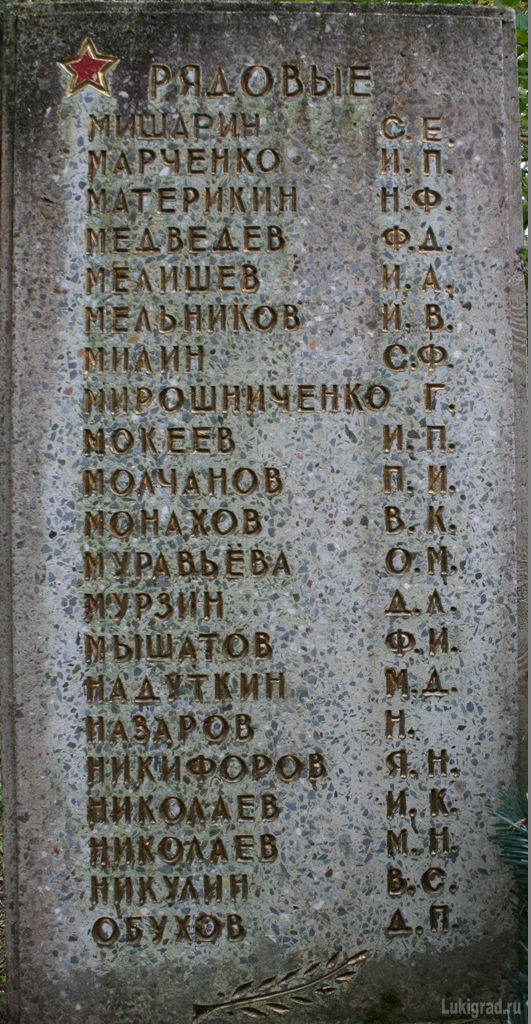 РЯДОВЫЕ
МИШАРИН С.Е.
МАРЧЕНКО И.П.
МАТЕРИКИН Н.Ф.
МЕДВЕДЕВ Ф.Д.
МЕЛИШЕВ И.А.
МЕЛЬНИКОВ И.В.
МИЛИН С.Ф.
МИРОШНИЧЕНКО Г.
МОКЕЕВ И.П.
МОЛЧАНОВ П.И.
МОНАХОВ В.К.
МУРАВЬЁВА О.М.
МУРЗИН Д.Л.
МЫШАТОВ Ф.И.
НАДУТКИН М.Д.
НАЗАРОВ Н.
НИКИФОРОВ Я.Н.
НИКОЛАЕВ И.К.
НИКОЛАЕВ М.Н.
НИКУЛИН В.С.
ОБУХОВ Д.П.
Lukigrad.ru